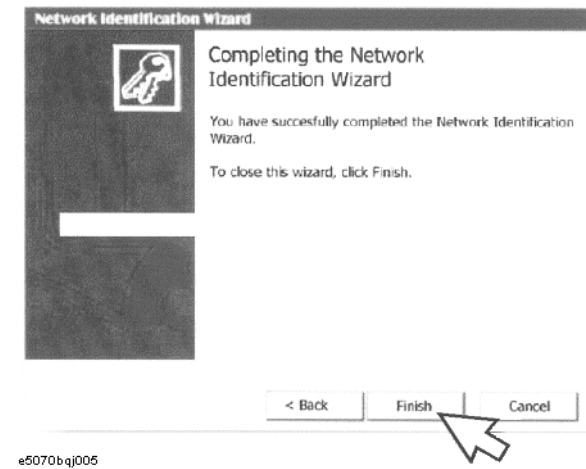 Network Identification Wizard
Completing the Network
Identification Wizard
You have succesfully completed the Network Identification
Wizard.
To close this wizard, click Finish.
< Back
Finish
Cancel
e5070bqj005